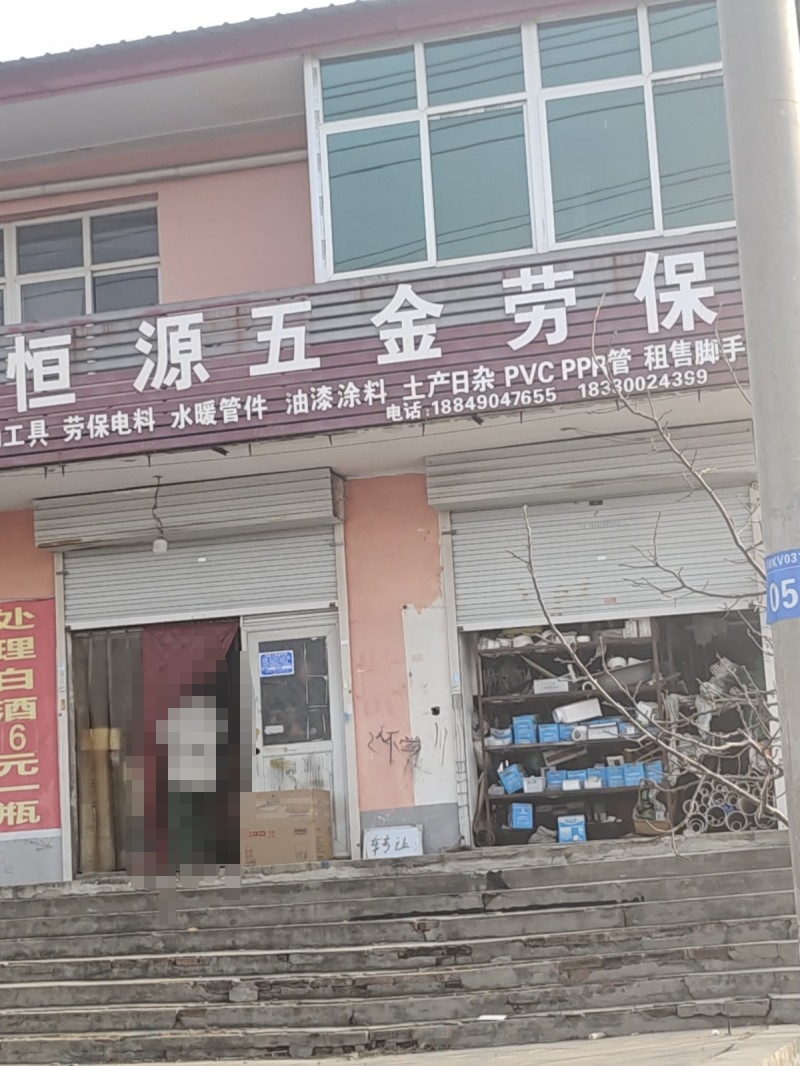 恒源五金劳保
工具 劳保电料 水暖管件 油漆涂料 土产日杂 PVC PPR管 租售脚手
电话:18849047655 18330024399
处理白酒6元一瓶
转让
05